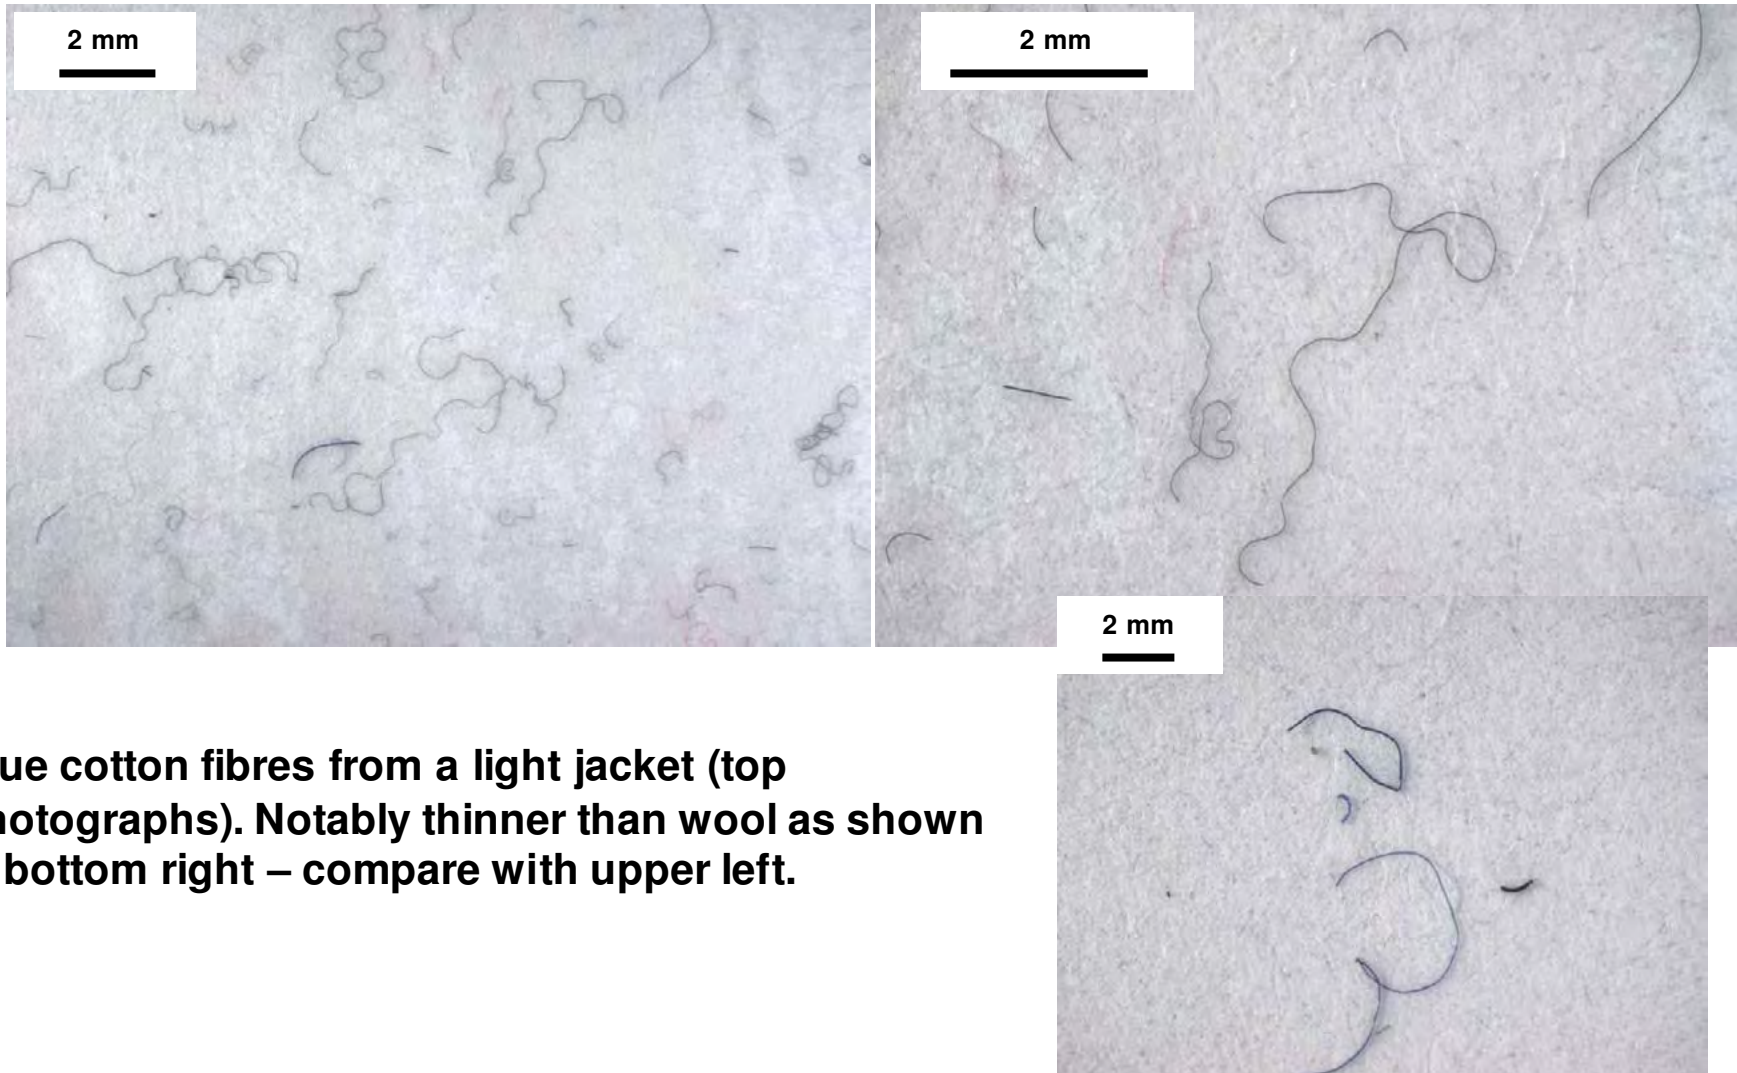 2 mm
2 mm
2 mm
ue cotton fibres from a light jacket (top
otographs). Notably thinner than wool as shown
bottom right – compare with upper left.